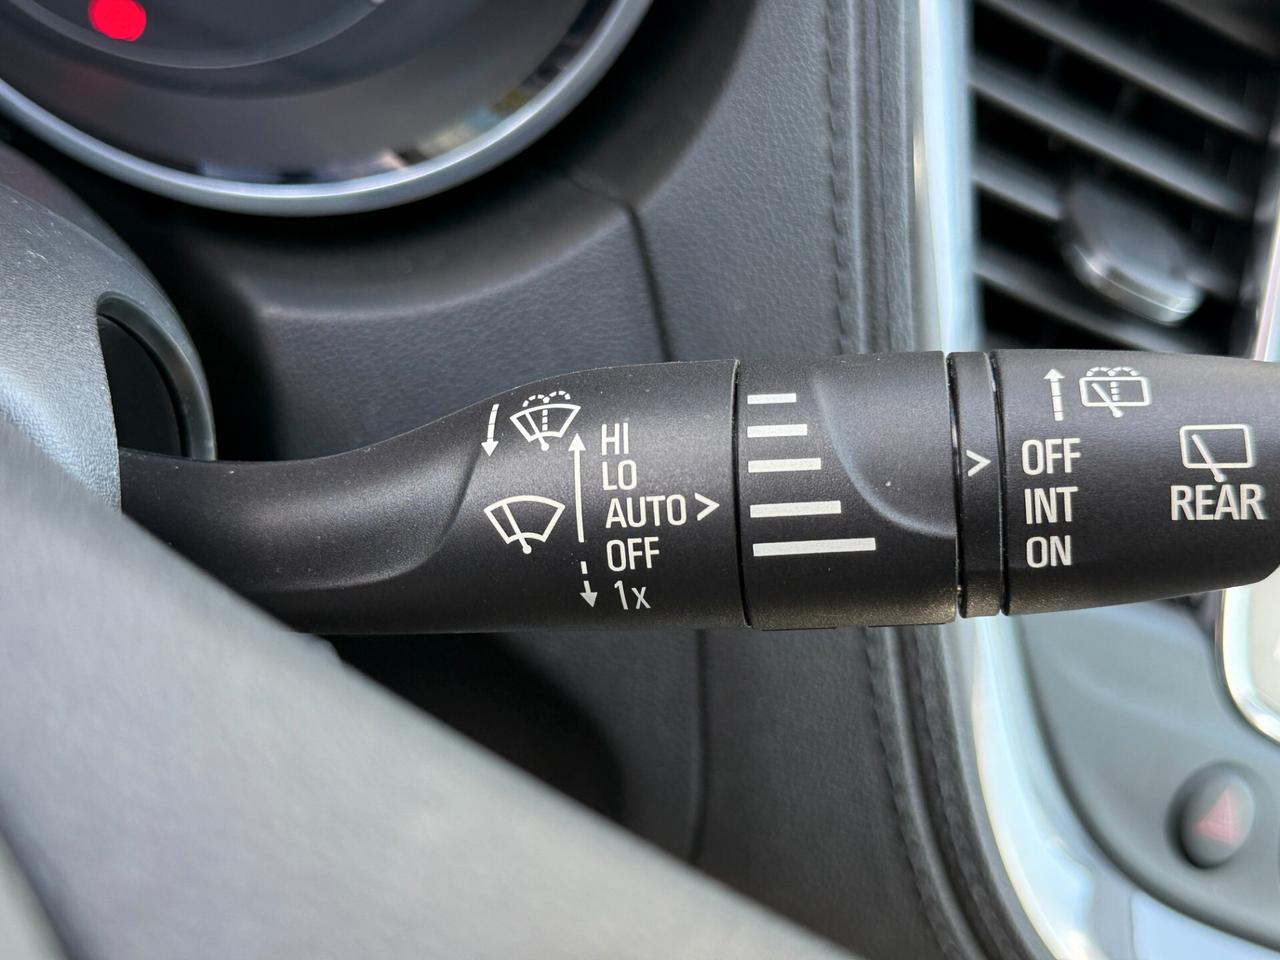 HI
LO
AUTO >
OFF
1x
>
OFF
INT
ON
REAR